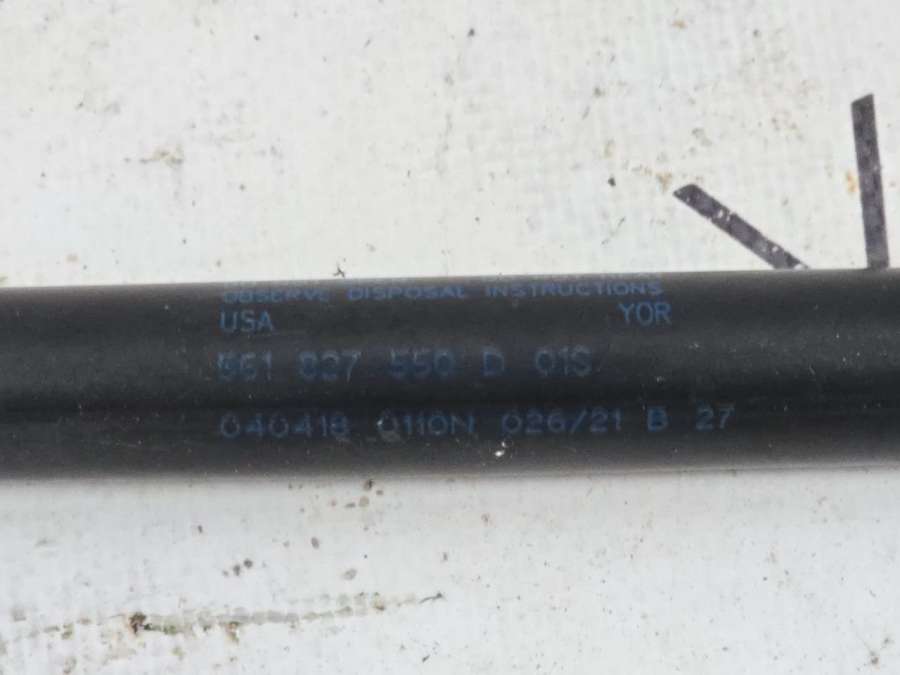 OBSERVE DISPOSAL INSTRUCTIONS
USA YOR
561 827 550 D 01S
040418 0110N 026/21 B 27